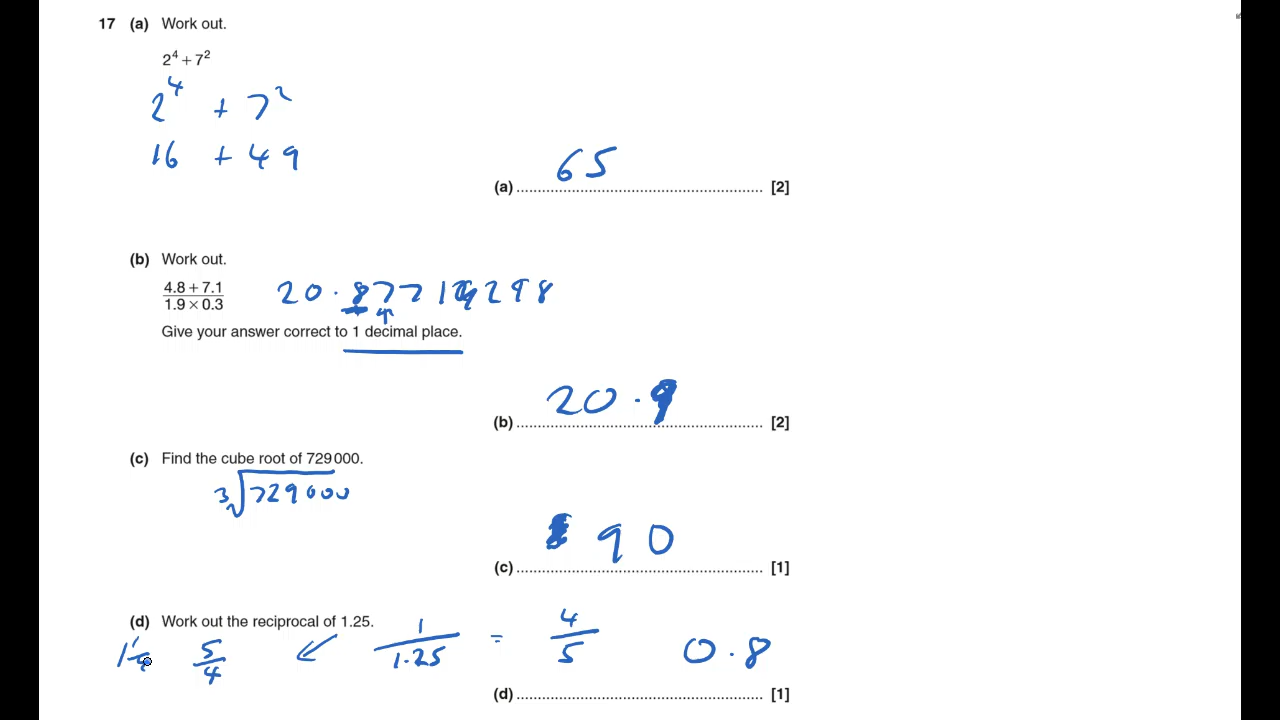 17 (a) Work out.
2⁴ + 7²
2⁴ + 7²
16 + 49
65
(a) ............................................................ [2]
(b) Work out.
4.8 + 7.1
1.9 × 0.3
20.877
298
Give your answer correct to 1 decimal place.
20.9
(b) ............................................................ [2]
(c) Find the cube root of 729 000.
3√729000
90
(c) ............................................................ [1]
(d) Work out the reciprocal of 1.25.
5/4 ↙ 1/1.25 = 4/5 0.8
(d) ............................................................ [1]